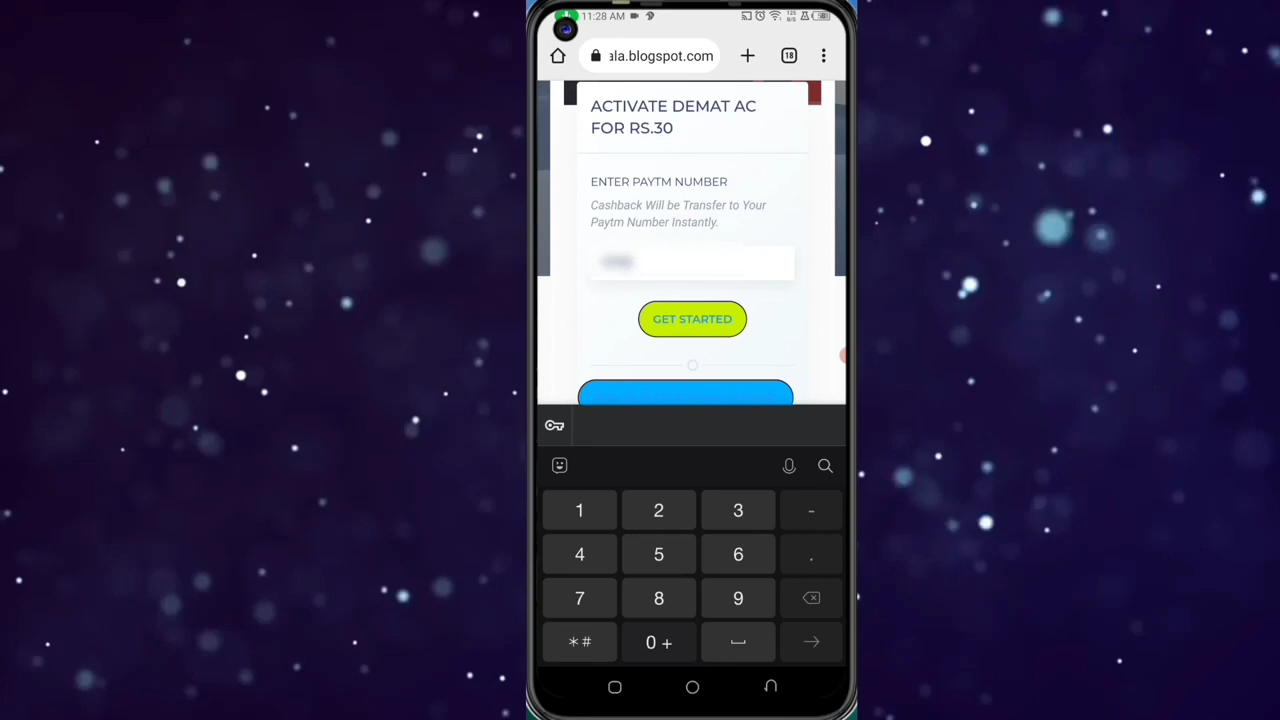 11:28 AM
ala.blogspot.com
18
ACTIVATE DEMAT AC
FOR RS.30
ENTER PAYTM NUMBER
Cashback Will be Transfer to Your
Paytm Number Instantly.
GET STARTED
1 2 3 -
4 5 6 .
7 8 9
*# 0 +